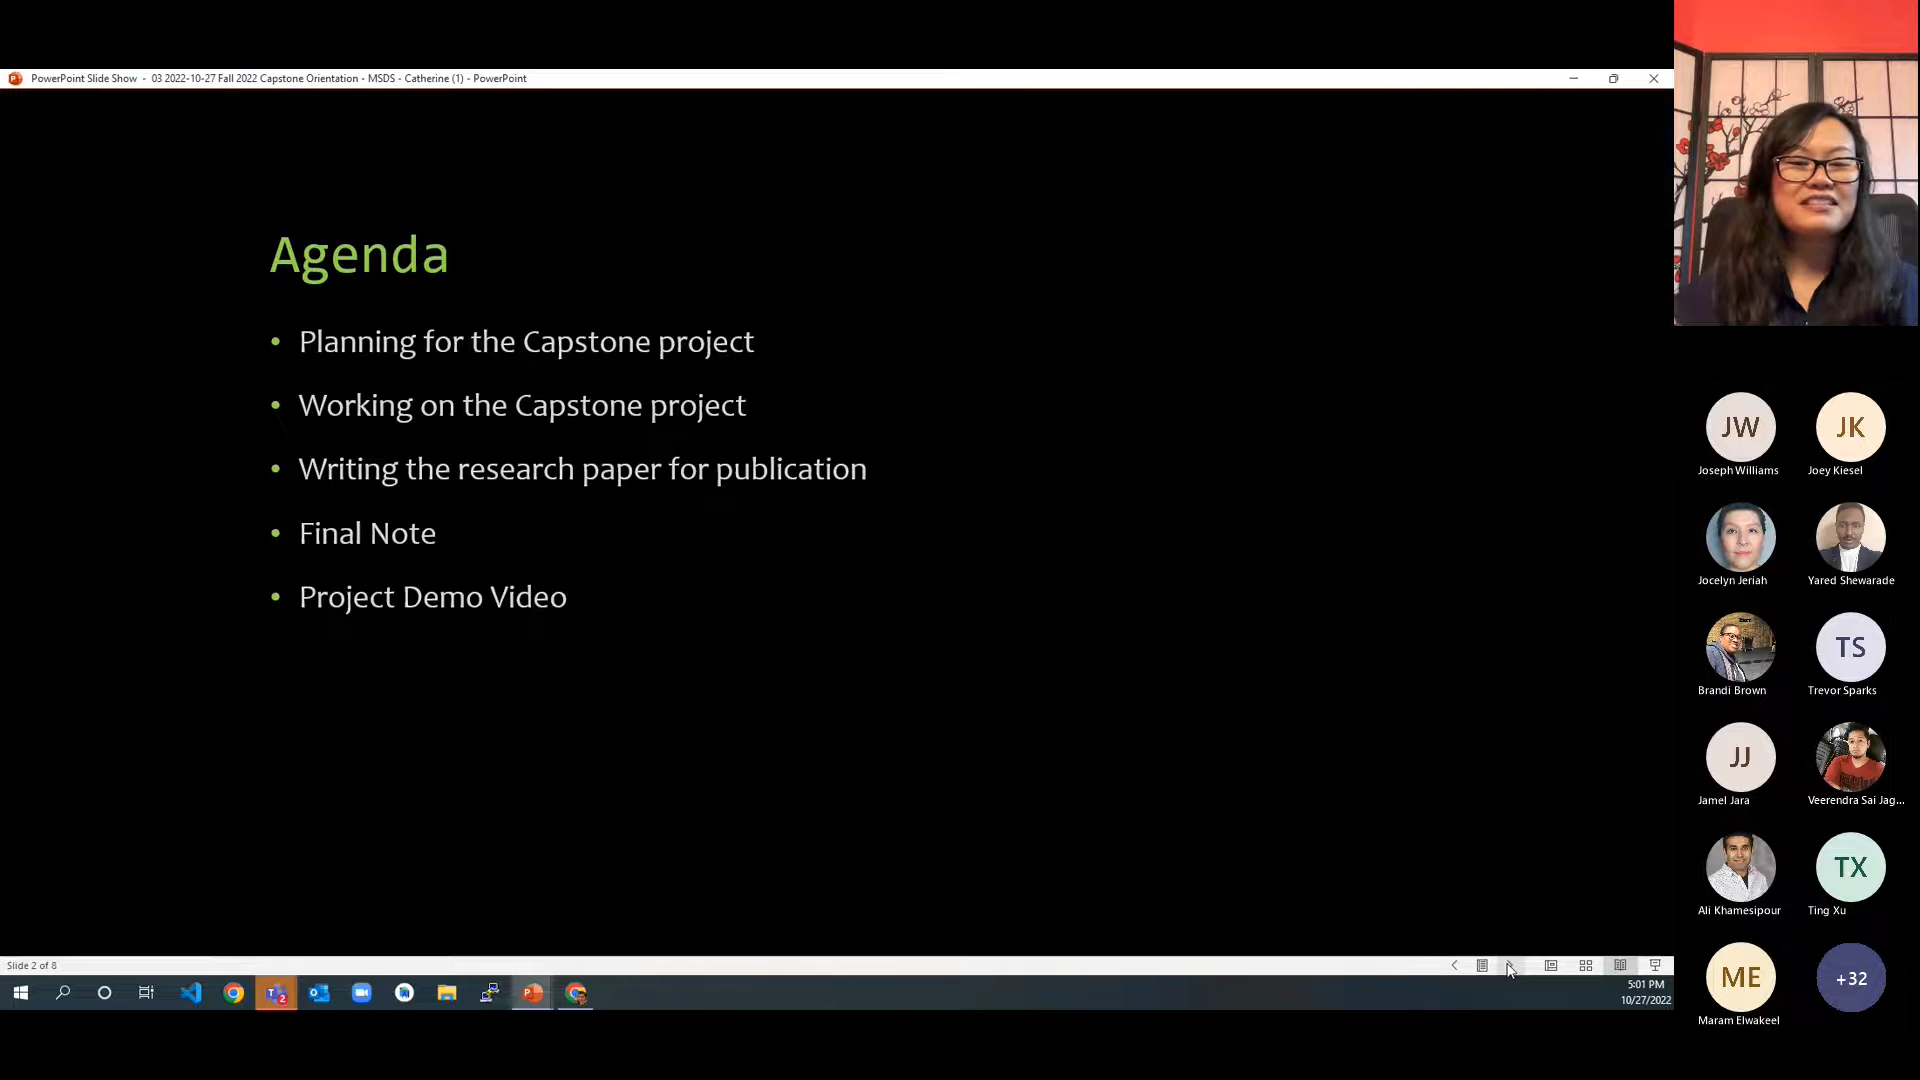 PowerPoint Slide Show - 03 2022-10-27 Fall 2022 Capstone Orientation - MSDS - Catherine (1) - PowerPoint
Agenda
• Planning for the Capstone project
• Working on the Capstone project
• Writing the research paper for publication
• Final Note
• Project Demo Video
JW
JK
Joseph Williams
Joey Kiesel
Jocelyn Jeriah
Yared Shewarade
TS
Brandi Brown
Trevor Sparks
JJ
Jamel Jara
Veerendra Sai Jag...
TX
Ali Khamesipour
Ting Xu
ME
+32
Maram Elwakeel
Slide 2 of 8
2
5:01 PM
10/27/2022